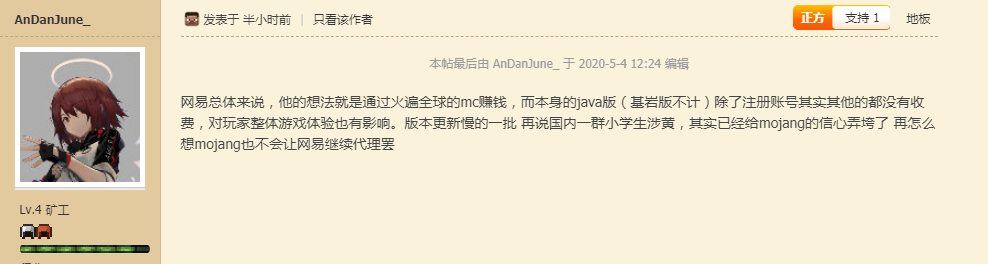 AnDanJune_
发表于 半小时前 | 只看该作者
正方 支持 1 地板
本帖最后由 AnDanJune_ 于 2020-5-4 12:24 编辑
网易总体来说，他的想法就是通过火遍全球的mc赚钱，而本身的java版（基岩版不计）除了注册账号其实其他的都没有收
费，对玩家整体游戏体验也有影响。版本更新慢的一批 再说国内一群小学生涉黄，其实已经给mojang的信心弄垮了 再怎么
想mojang也不会让网易继续代理罢
Lv.4 矿工